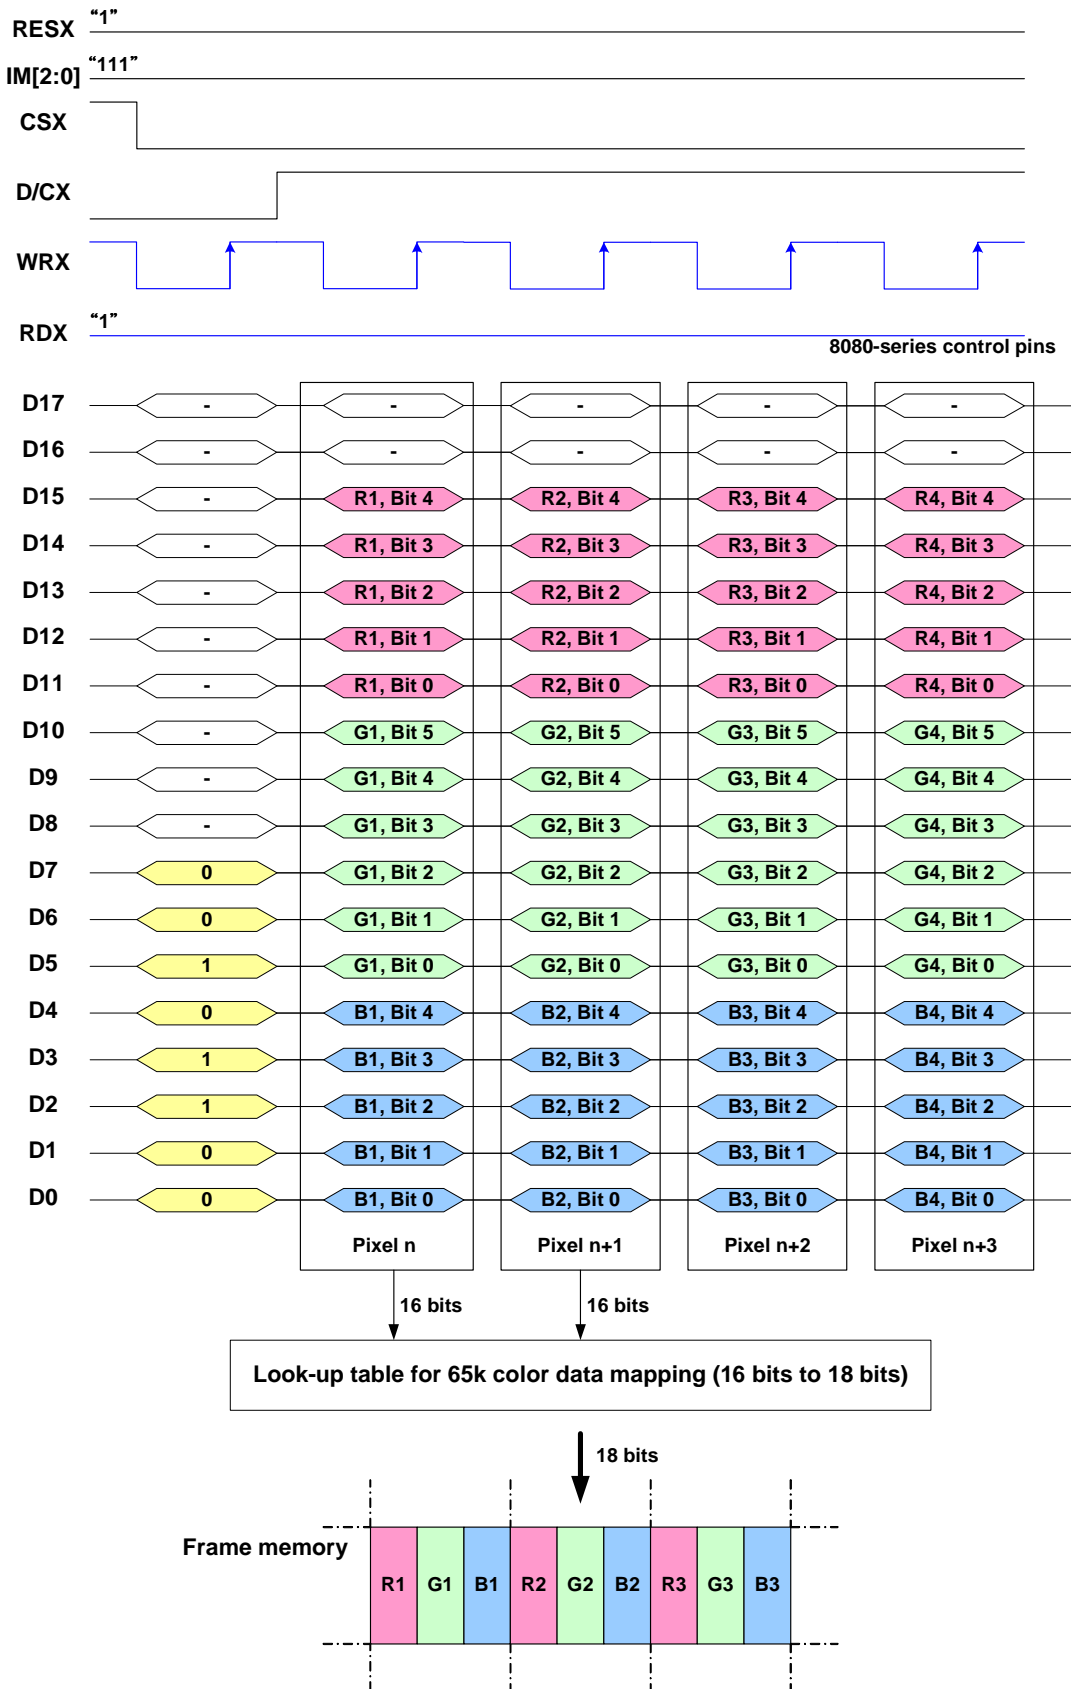 RESX “1”
IM[2:0] “111”
CSX
D/CX
WRX
RDX “1”
8080-series control pins
D17 - - - - -
D16 - - - - -
D15 - R1, Bit 4 R2, Bit 4 R3, Bit 4 R4, Bit 4
D14 - R1, Bit 3 R2, Bit 3 R3, Bit 3 R4, Bit 3
D13 - R1, Bit 2 R2, Bit 2 R3, Bit 2 R4, Bit 2
D12 - R1, Bit 1 R2, Bit 1 R3, Bit 1 R4, Bit 1
D11 - R1, Bit 0 R2, Bit 0 R3, Bit 0 R4, Bit 0
D10 - G1, Bit 5 G2, Bit 5 G3, Bit 5 G4, Bit 5
D9 - G1, Bit 4 G2, Bit 4 G3, Bit 4 G4, Bit 4
D8 - G1, Bit 3 G2, Bit 3 G3, Bit 3 G4, Bit 3
D7 0 G1, Bit 2 G2, Bit 2 G3, Bit 2 G4, Bit 2
D6 0 G1, Bit 1 G2, Bit 1 G3, Bit 1 G4, Bit 1
D5 1 G1, Bit 0 G2, Bit 0 G3, Bit 0 G4, Bit 0
D4 0 B1, Bit 4 B2, Bit 4 B3, Bit 4 B4, Bit 4
D3 1 B1, Bit 3 B2, Bit 3 B3, Bit 3 B4, Bit 3
D2 1 B1, Bit 2 B2, Bit 2 B3, Bit 2 B4, Bit 2
D1 0 B1, Bit 1 B2, Bit 1 B3, Bit 1 B4, Bit 1
D0 0 B1, Bit 0 B2, Bit 0 B3, Bit 0 B4, Bit 0
Pixel n Pixel n+1 Pixel n+2 Pixel n+3
16 bits 16 bits
Look-up table for 65k color data mapping (16 bits to 18 bits)
18 bits
Frame memory
R1 G1 B1 R2 G2 B2 R3 G3 B3